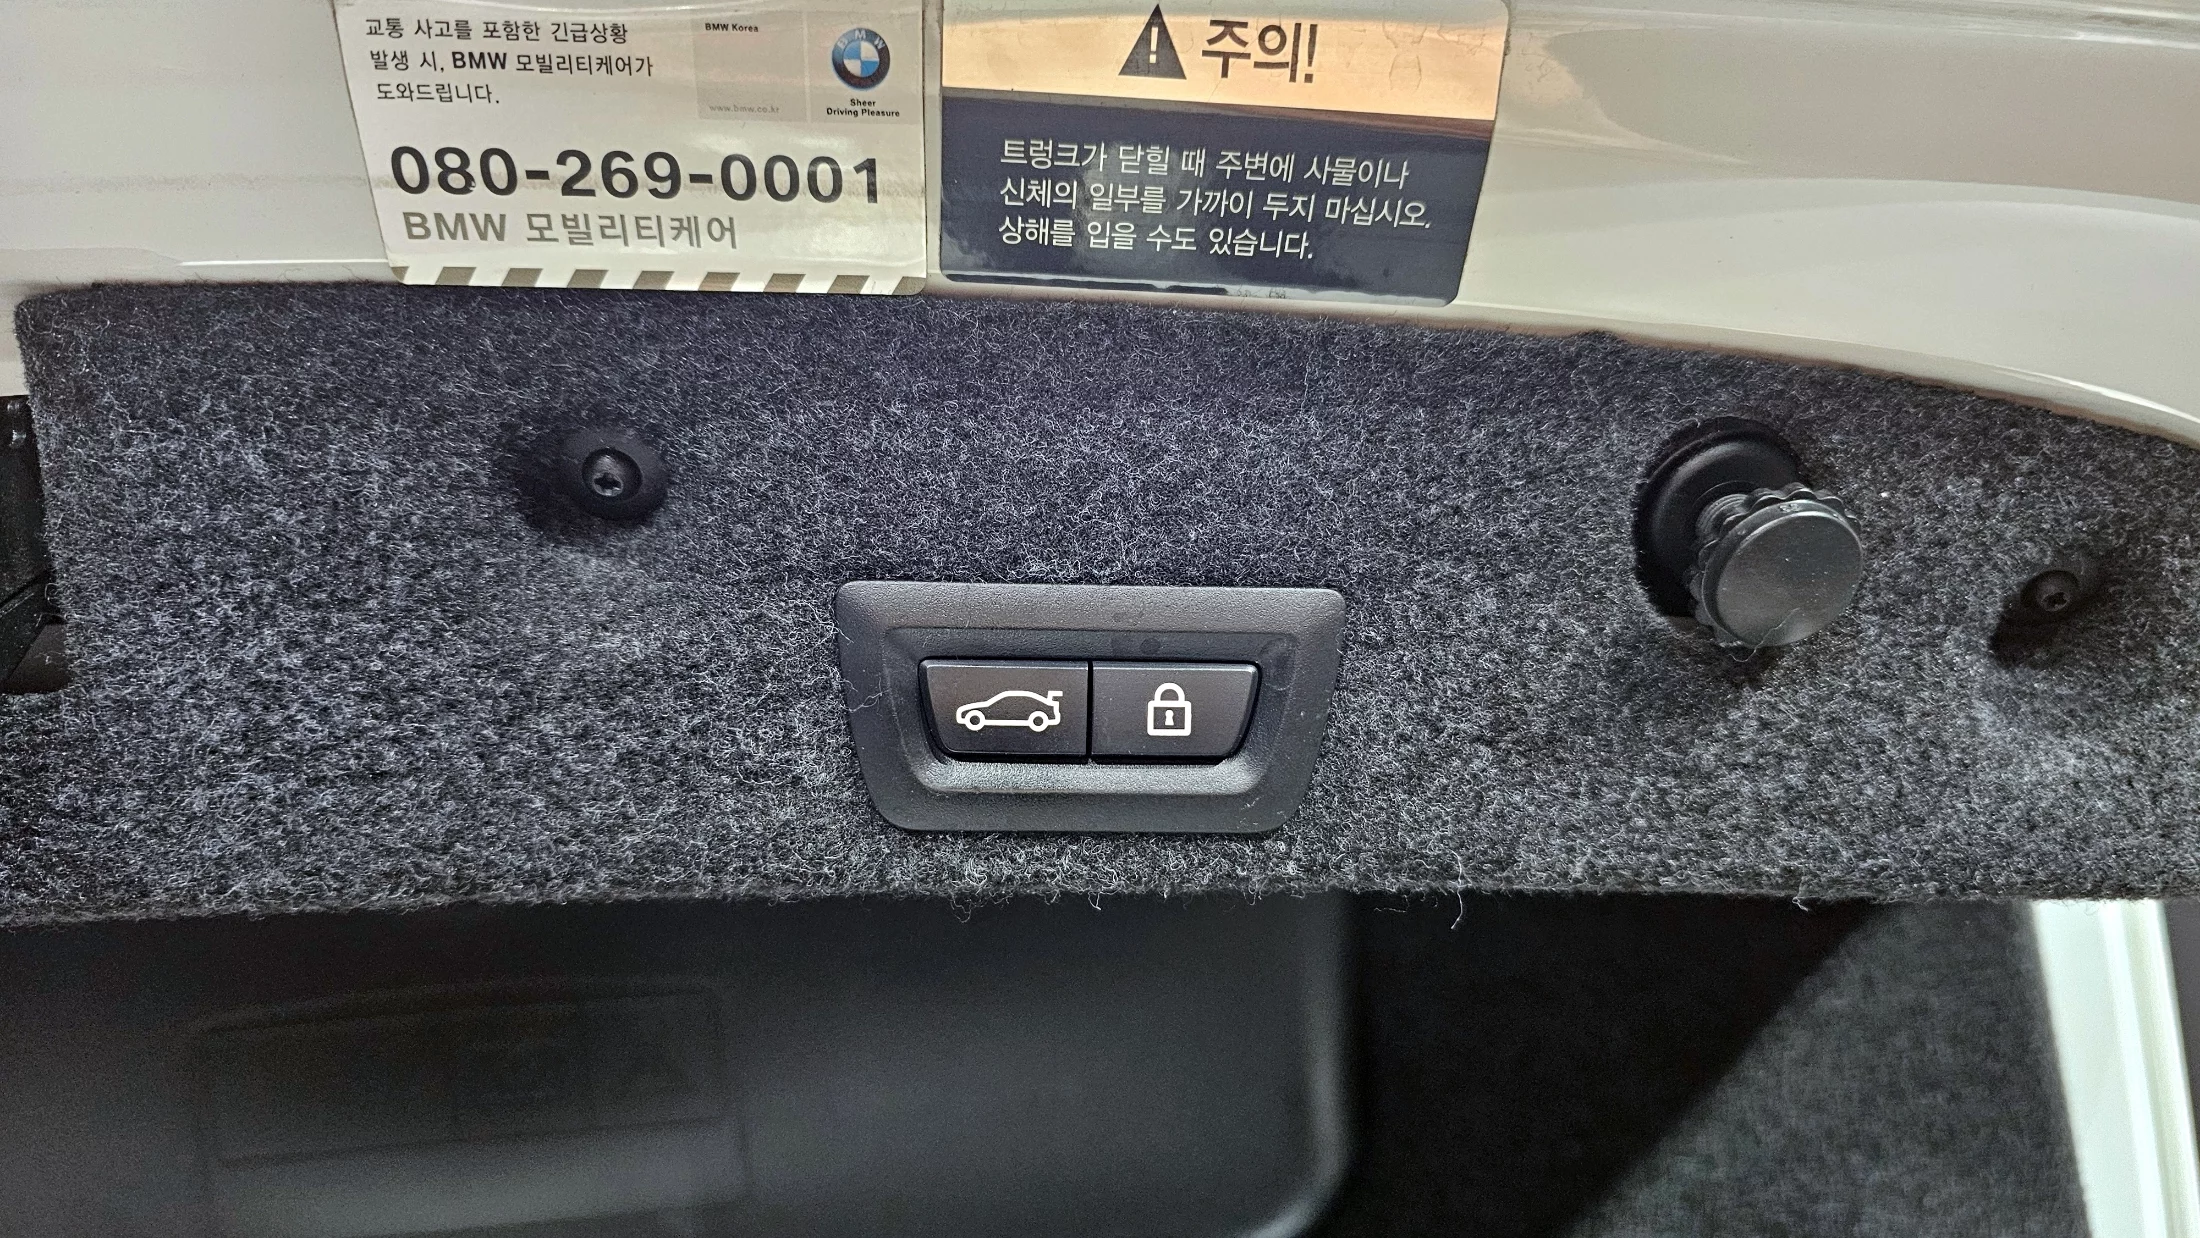 교통 사고를 포함한 긴급상황
발생 시, BMW 모빌리티케어가
도와드립니다.
BMW Korea
www.bmw.co.kr
BMW
Sheer
Driving Pleasure
080-269-0001
BMW 모빌리티케어
주의!
트렁크가 닫힐 때 주변에 사물이나
신체의 일부를 가까이 두지 마십시오.
상해를 입을 수도 있습니다.